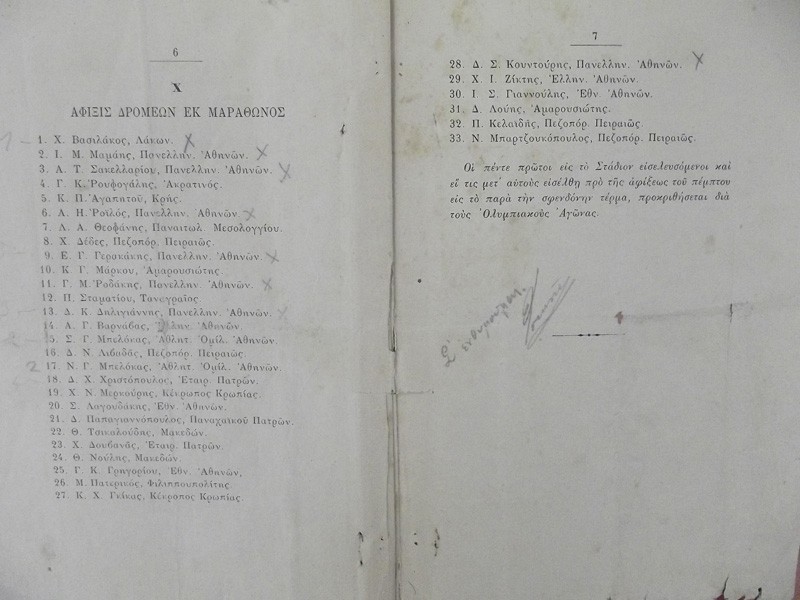 6
X
ΑΦΙΞΙΣ ΔΡΟΜΕΩΝ ΕΚ ΜΑΡΑΘΩΝΟΣ
1. Χ. Βασιλάκος, Λάκων.
2. Ι. Μ. Μαμάης, Πανελλην. Ἀθηνῶν.
3. Α. Τ. Σακελλαρίου, Πανελλην. Ἀθηνῶν.
4. Γ. Κ. Ρουφογάλης, Ἀκρατινός.
5. Κ. Π. Ἀγαπητοῦ, Κρής.
6. Λ. Η. Ῥοΐλός, Πανελλην. Ἀθηνῶν.
7. Λ. Α. Θεοφάνης, Παναιτωλ. Μεσολογγίου.
8. Χ. Δέδες, Πεζοπόρ. Πειραιῶς.
9. Ε. Γ. Γερακάκης, Πανελλην. Ἀθηνῶν.
10. Κ. Γ. Μάρκου, Ἀμαρουσιώτης.
11. Γ. Μ. Ῥοδάκης, Πανελλην. Ἀθηνῶν.
12. Π. Σταματίου, Ταναγραῖος
13. Δ. Κ. Δηλιγιάννης, Πανελλην. Ἀθηνῶν.
14. Α. Γ. Βαρνάβας, Ἑλλην. Ἀθηνῶν.
15. Σ. Γ. Μπελόκας, Ἀθλητ. Ὁμίλ. Ἀθηνῶν.
16. Δ. Ν. Λιβαδᾶς, Πεζοπόρ. Πειραιῶς
17. Ν. Γ. Μπελόκας, Ἀθλητ. Ὁμίλ. Ἀθηνῶν.
18. Δ. Χ. Χριστόπουλος, Ἑταιρ. Πατρῶν.
19. Χ. Ν. Μερκούρης, Κέκροπος Κρωπίας.
20. Σ. Λαγουδάκης, Ἐθν. Ἀθηνῶν.
21. Δ. Παπαγιαννόπουλος, Παναχαϊκοῦ Πατρῶν.
22. Θ. Τσικαλούδης, Μακεδών.
23. Χ. Δουβανᾶς, Ἑταιρ. Πατρῶν.
24. Θ. Νούλης, Μακεδών.
25. Γ. Κ. Γρηγορίου, Ἐθν. Ἀθηνῶν,
26. Μ. Πατερικός, Φιλιππουπολίτης.
27. Κ. Χ. Γκίκας, Κέκροπος Κρωπίας
7
28. Δ. Σ. Κουντούρης, Πανελλην. Ἀθηνῶν.
29. Χ. Ι. Ζίκτης, Ἑλλην. Ἀθηνῶν.
30. Ι. Σ. Γιαννούλης, Ἐθν. Ἀθηνῶν.
31. Δ. Λούης, Ἀμαρουσιώτης.
32. Π. Κελαϊδῆς, Πεζοπόρ. Πειραιῶς
33. Ν. Μπαρτζουκόπουλος, Πεζοπόρ. Πειραιῶς.
Οἱ πέντε πρῶτοι εἰς τὸ Στάδιον εἰσελευσόμενοι καὶ
εἴ τις μετ' αὐτοὺς εἰσέλθῃ πρὸ τῆς ἀφίξεως τοῦ πέμπτου
εἰς τὸ παρὰ τὴν σφενδόνην τέρμα, προκριθήσεται διὰ
τοὺς Ὀλυμπιακοὺς Ἀγῶνας.